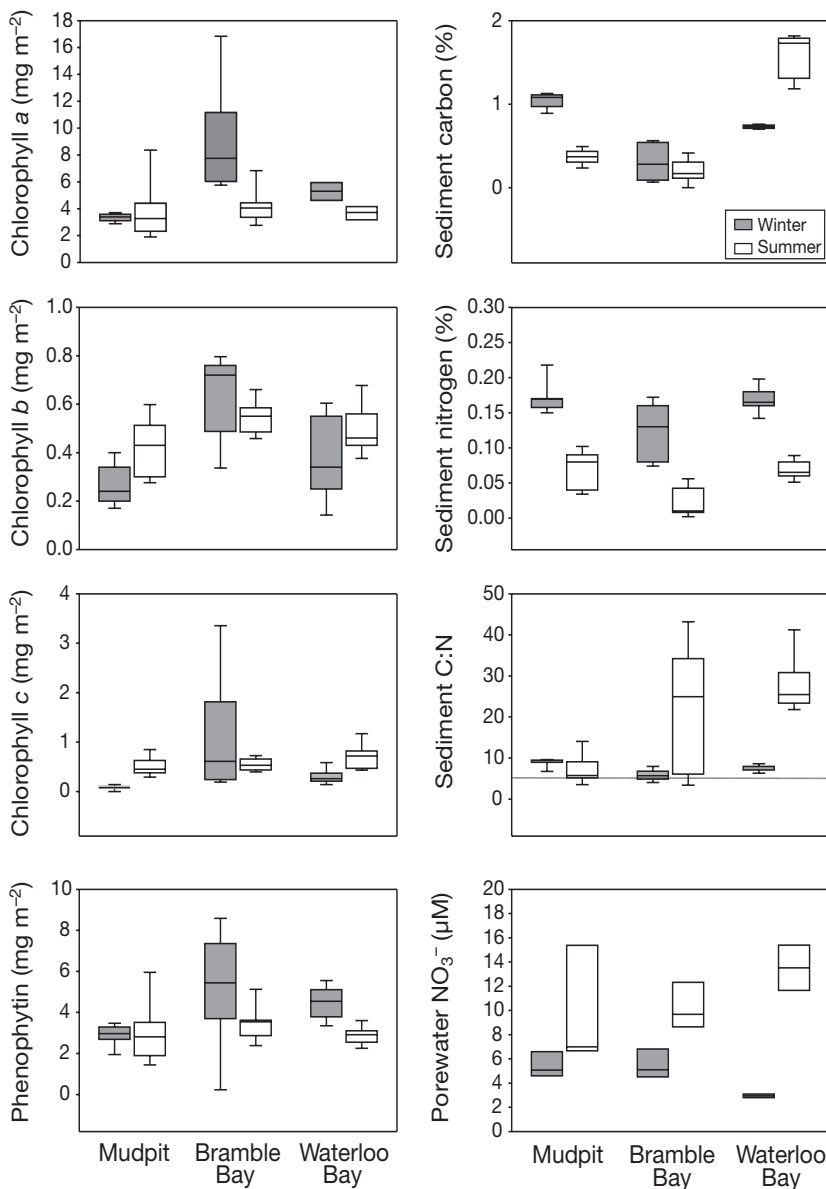 Chlorophyll a (mg m⁻²)
18
16
14
12
10
8
6
4
2
0
Sediment carbon (%)
2
1
0
Winter
Summer
Chlorophyll b (mg m⁻²)
1.0
0.8
0.6
0.4
0.2
0.0
Sediment nitrogen (%)
0.30
0.25
0.20
0.15
0.10
0.05
0.00
Chlorophyll c (mg m⁻²)
4
3
2
1
0
Sediment C:N
50
40
30
20
10
0
Phenophytin (mg m⁻²)
10
8
6
4
2
0
Mudpit
Bramble
Bay
Waterloo
Bay
Porewater NO₃⁻ (µM)
20
18
16
14
12
10
8
6
4
2
0
Mudpit
Bramble
Bay
Waterloo
Bay